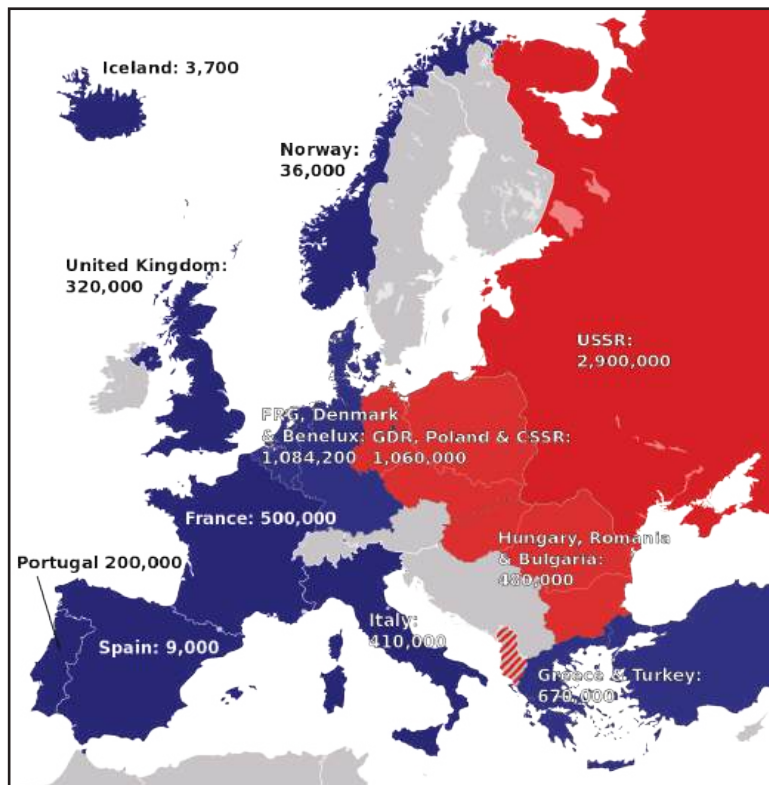 Iceland: 3,700
Norway:
36,000
United Kingdom:
320,000
USSR:
2,900,000
FRG, Denmark
& Benelux:
1,084,200
GDR, Poland & CSSR:
1,060,000
France: 500,000
Hungary, Romania
& Bulgaria:
480,000
Portugal 200,000
Italy:
410,000
Spain: 9,000
Greece & Turkey:
670,000